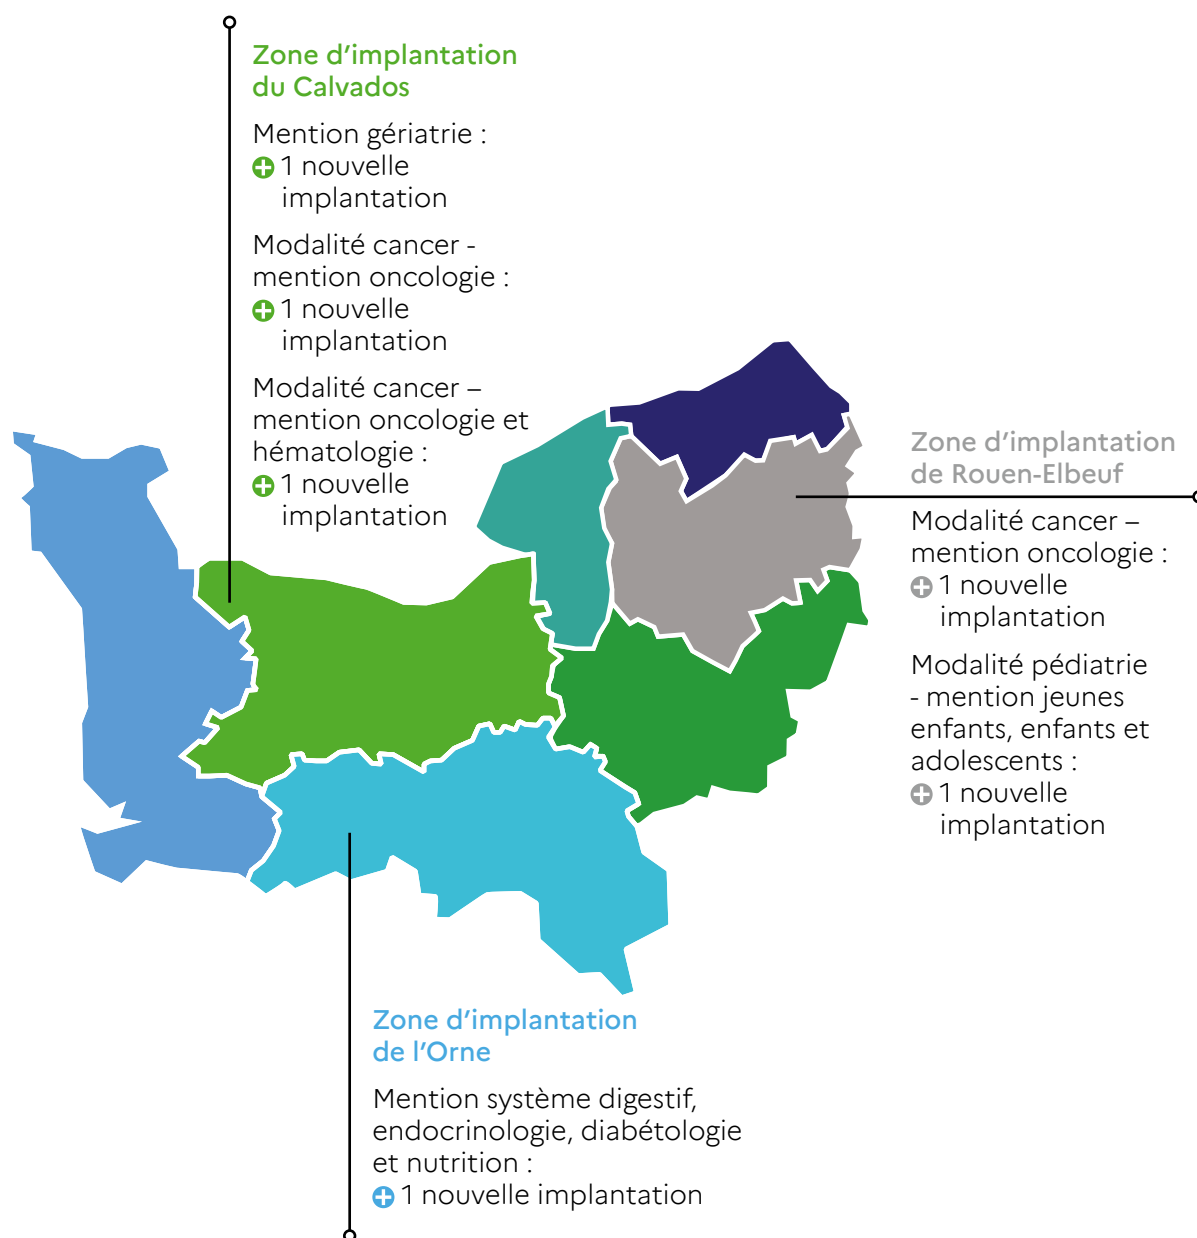 Zone d’implantation
du Calvados
Mention gériatrie :
+ 1 nouvelle
implantation
Modalité cancer -
mention oncologie :
+ 1 nouvelle
implantation
Modalité cancer –
mention oncologie et
hématologie :
+ 1 nouvelle
implantation
Zone d’implantation
de Rouen-Elbeuf
Modalité cancer –
mention oncologie :
+ 1 nouvelle
implantation
Modalité pédiatrie
- mention jeunes
enfants, enfants et
adolescents :
+ 1 nouvelle
implantation
Zone d’implantation
de l’Orne
Mention système digestif,
endocrinologie, diabétologie
et nutrition :
+ 1 nouvelle implantation